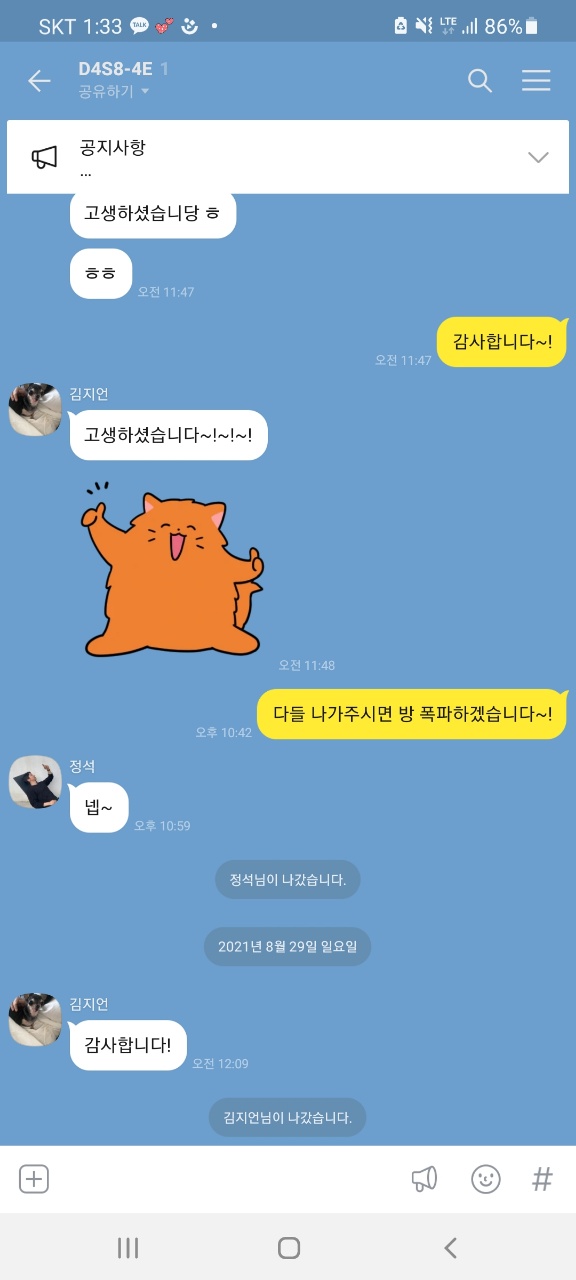 SKT 1:33 TALK LTE 86%
D4S8-4E 1
공유하기
공지사항
...
고생하셨습니당 ㅎ
ㅎㅎ
오전 11:47
감사합니다~!
오전 11:47
김지언
고생하셨습니다~!~!~!
오전 11:48
다들 나가주시면 방 폭파하겠습니다~!
오후 10:42
정석
넵~
오후 10:59
정석님이 나갔습니다.
2021년 8월 29일 일요일
김지언
감사합니다!
오전 12:09
김지언님이 나갔습니다.
#